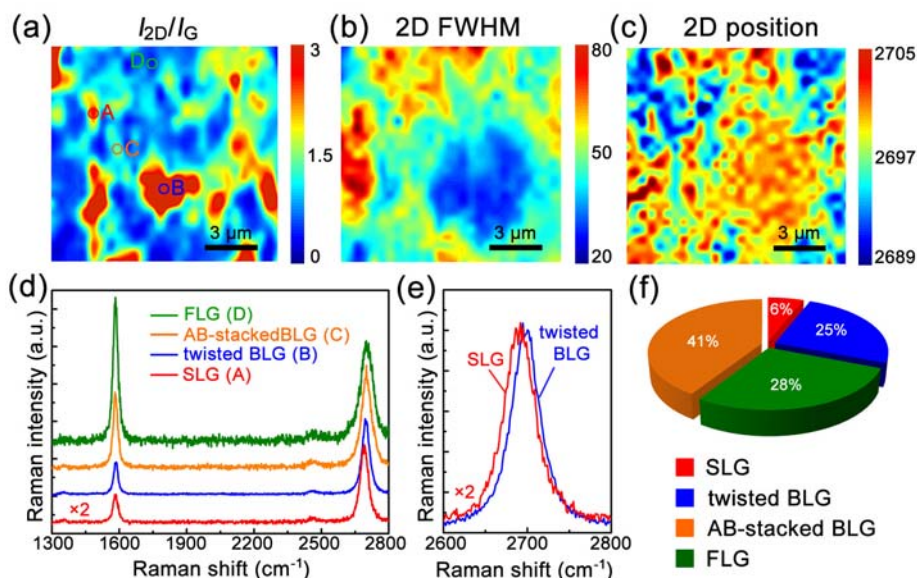 (a) I2D/IG
(b) 2D FWHM
(c) 2D position
D
A
C
B
3 μm
3
1.5
0
3 μm
80
50
20
3 μm
2705
2697
2689
(d)
Raman intensity (a.u.)
FLG (D)
AB-stackedBLG (C)
twisted BLG (B)
SLG (A)
×2
1300 1600 1900 2200 2500 2800
Raman shift (cm⁻¹)
(e)
Raman intensity (a.u.)
SLG
twisted
BLG
×2
2600 2700 2800
Raman shift (cm⁻¹)
(f)
6%
25%
41%
28%
SLG
twisted BLG
AB-stacked BLG
FLG